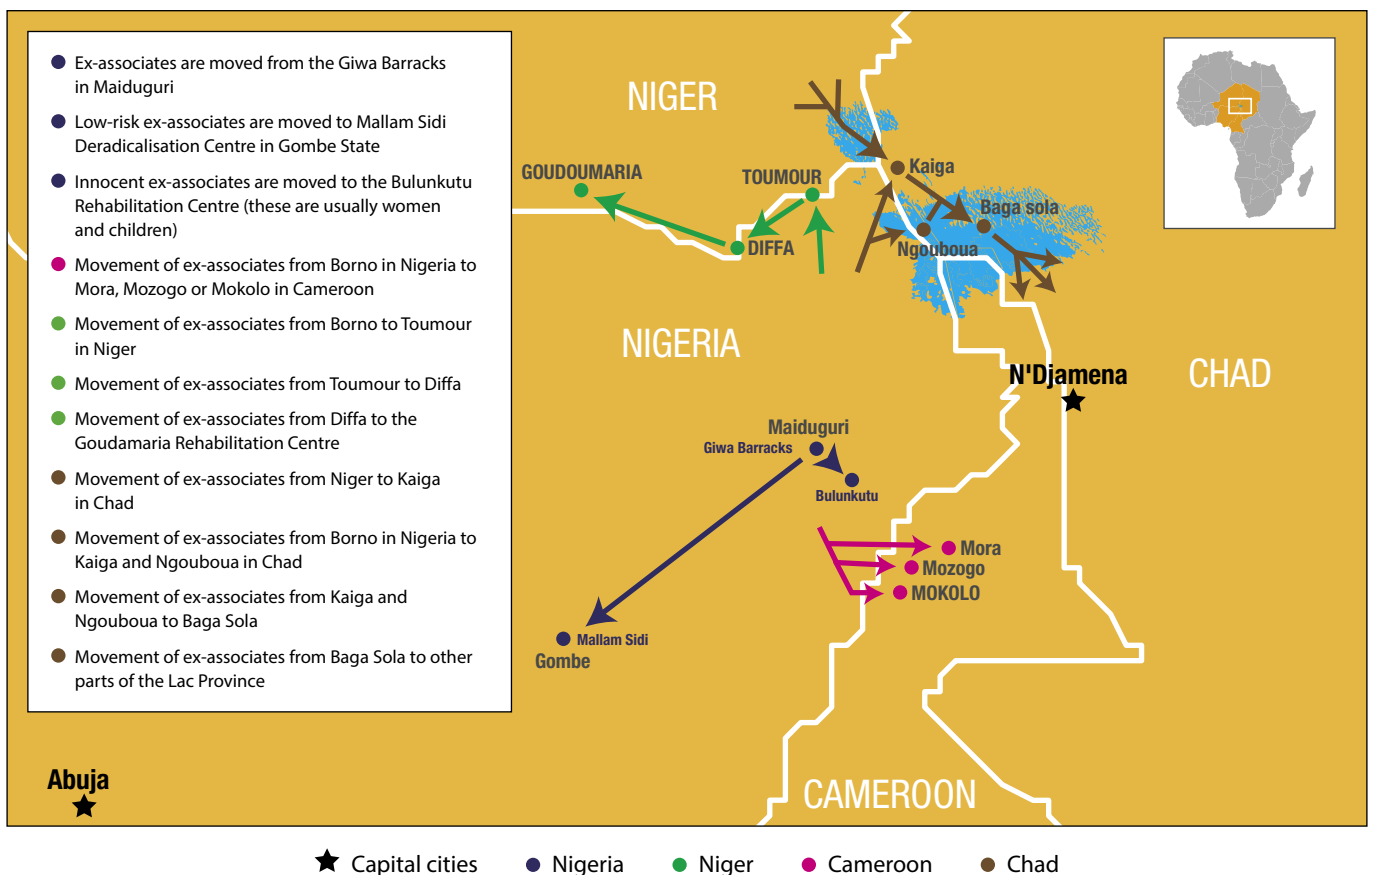 Ex-associates are moved from the Giwa Barracks
in Maiduguri
Low-risk ex-associates are moved to Mallam Sidi
Deradicalisation Centre in Gombe State
Innocent ex-associates are moved to the Bulunkutu
Rehabilitation Centre (these are usually women
and children)
Movement of ex-associates from Borno in Nigeria to
Mora, Mozogo or Mokolo in Cameroon
Movement of ex-associates from Borno to Toumour
in Niger
Movement of ex-associates from Toumour to Diffa
Movement of ex-associates from Diffa to the
Goudamaria Rehabilitation Centre
Movement of ex-associates from Niger to Kaiga
in Chad
Movement of ex-associates from Borno in Nigeria to
Kaiga and Ngouboua in Chad
Movement of ex-associates from Kaiga and
Ngouboua to Baga Sola
Movement of ex-associates from Baga Sola to other
parts of the Lac Province
NIGER
GOUDOUMARIA
TOUMOUR
Kaiga
Baga sola
DIFFA
Ngouboua
NIGERIA
N'Djamena
CHAD
Maiduguri
Giwa Barracks
Bulunkutu
Mora
Mozogo
MOKOLO
Mallam Sidi
Gombe
Abuja
CAMEROON
Capital cities
Nigeria
Niger
Cameroon
Chad